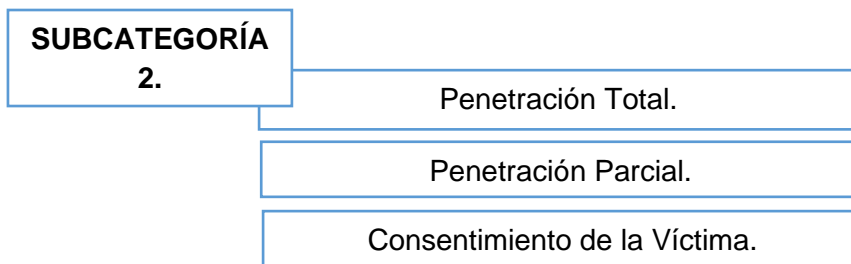 SUBCATEGORÍA
2.
Penetración Total.
Penetración Parcial.
Consentimiento de la Víctima.